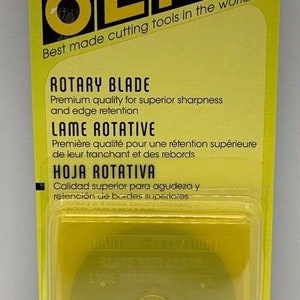 Best made cutting tools in the world
ROTARY BLADE
Premium quality for superior sharpness
and edge retention
LAME ROTATIVE
Première qualité pour une rétention supérieure
de leur tranchant et des rebords
HOJA ROTATIVA
Calidad superior para agudeza y
retención de bordes superiores